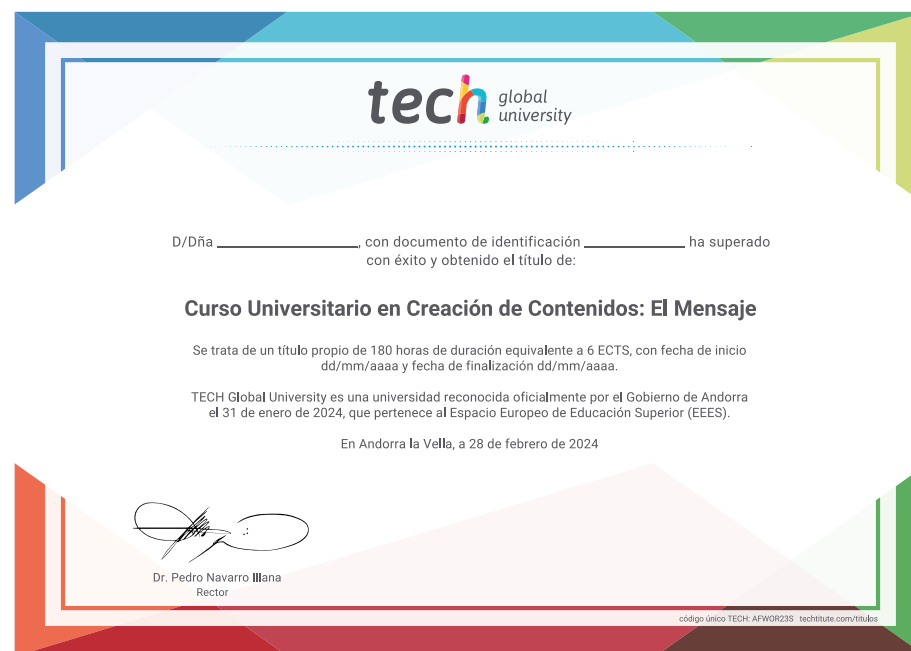 tech global university
D/Dña ______________, con documento de identificación __________ ha superado
con éxito y obtenido el título de:
Curso Universitario en Creación de Contenidos: El Mensaje
Se trata de un título propio de 180 horas de duración equivalente a 6 ECTS, con fecha de inicio
dd/mm/aaaa y fecha de finalización dd/mm/aaaa.
TECH Global University es una universidad reconocida oficialmente por el Gobierno de Andorra
el 31 de enero de 2024, que pertenece al Espacio Europeo de Educación Superior (EEES).
En Andorra la Vella, a 28 de febrero de 2024
Dr. Pedro Navarro Illana
Rector
código único TECH: AFWOR23S techtitute.com/titulos